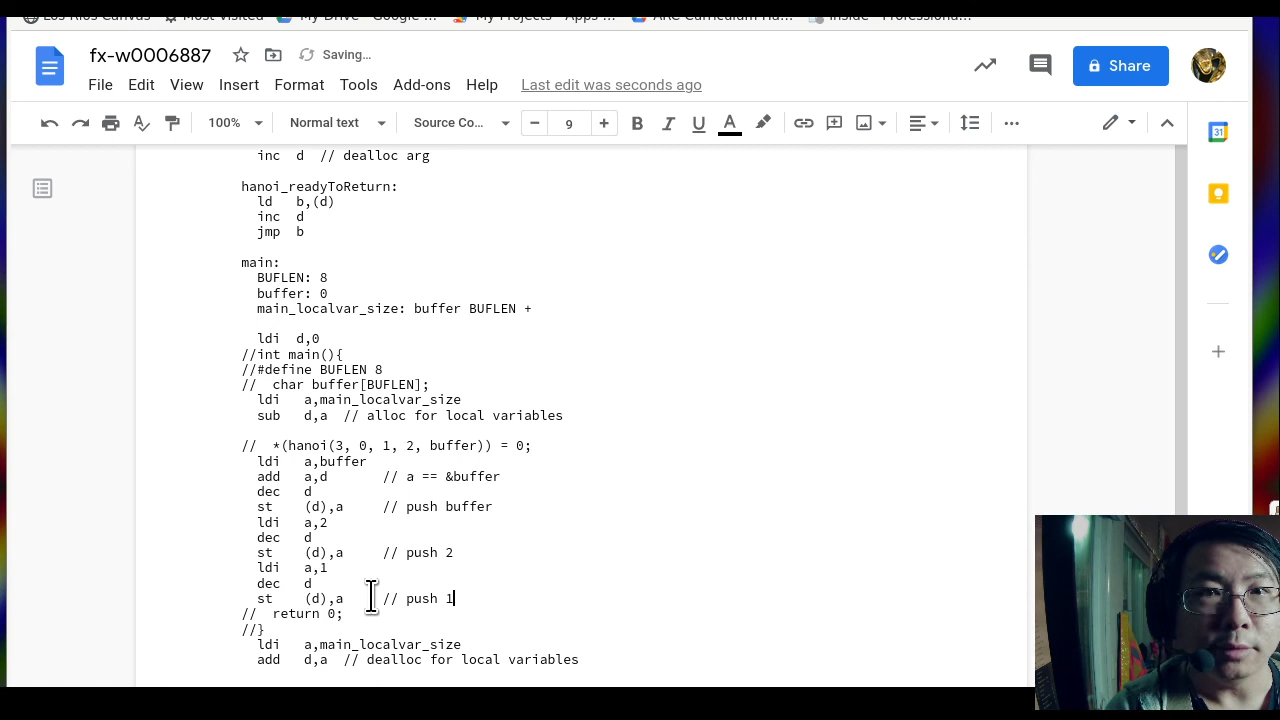 fx-w0006887
Saving…
File Edit View Insert Format Tools Add-ons Help Last edit was seconds ago
Share
100% Normal text Source Co... 9
inc d // dealloc arg
hanoi_readyToReturn:
ld b,(d)
inc d
jmp b
main:
BUFLEN: 8
buffer: 0
main_localvar_size: buffer BUFLEN +
ldi d,0
//int main(){
//#define BUFLEN 8
// char buffer[BUFLEN];
ldi a,main_localvar_size
sub d,a // alloc for local variables
// *(hanoi(3, 0, 1, 2, buffer)) = 0;
ldi a,buffer
add a,d // a == &buffer
dec d
st (d),a // push buffer
ldi a,2
dec d
st (d),a // push 2
ldi a,1
dec d
st (d),a // push 1
// return 0;
//}
ldi a,main_localvar_size
add d,a // dealloc for local variables